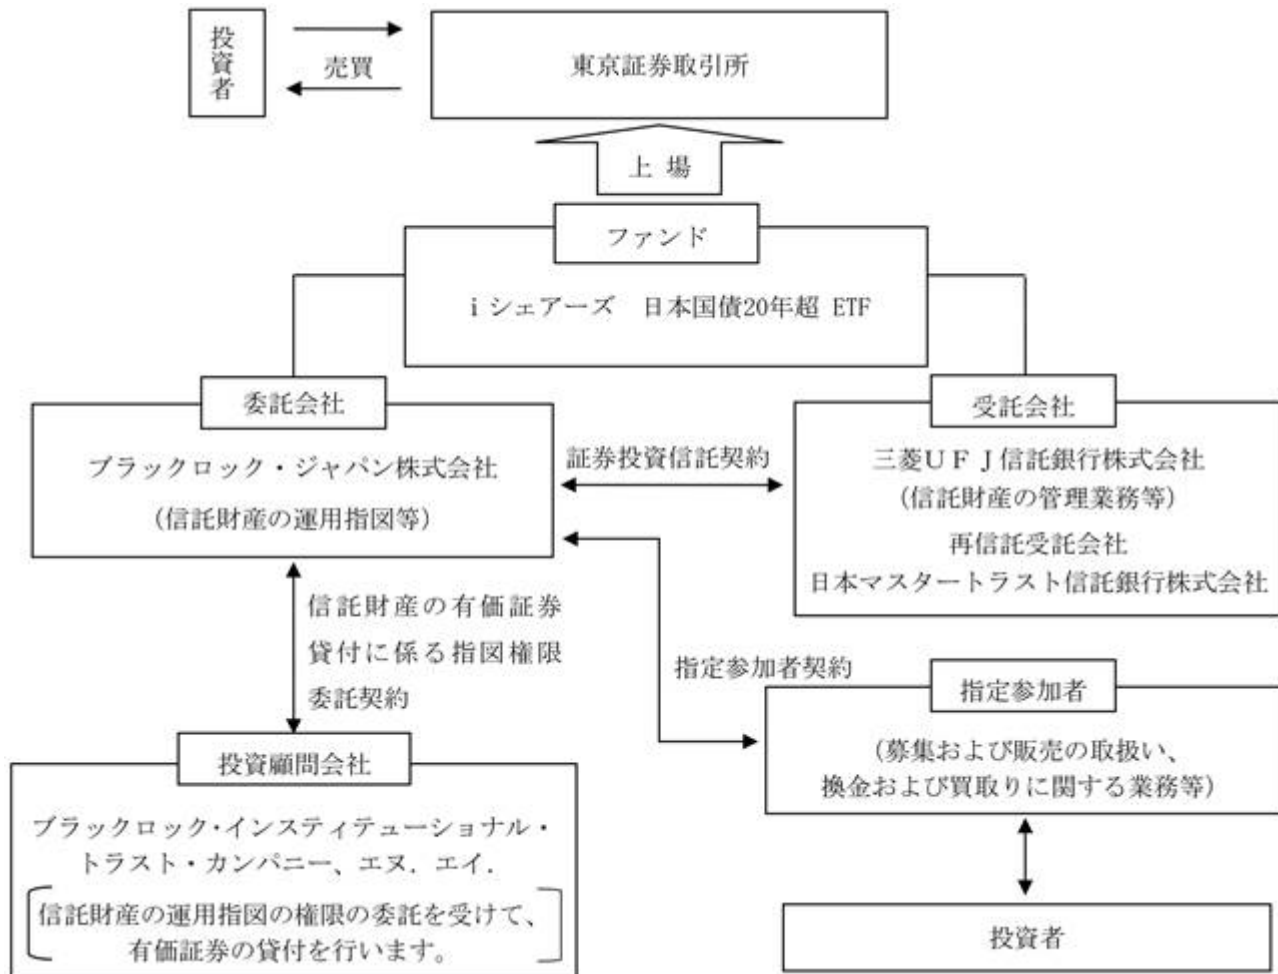 投資者
売買
東京証券取引所
上 場
ファンド
i シェアーズ　日本国債20年超 ETF
委託会社
ブラックロック・ジャパン株式会社
（信託財産の運用指図等）
証券投資信託契約
受託会社
三菱ＵＦＪ信託銀行株式会社
（信託財産の管理業務等）
再信託受託会社
日本マスタートラスト信託銀行株式会社
信託財産の有価証券
貸付に係る指図権限
委託契約
指定参加者契約
指定参加者
（募集および販売の取扱い、
換金および買取りに関する業務等）
投資顧問会社
ブラックロック・インスティテューショナル・
トラスト・カンパニー、エヌ．エイ．
信託財産の運用指図の権限の委託を受けて、
有価証券の貸付を行います。
投資者